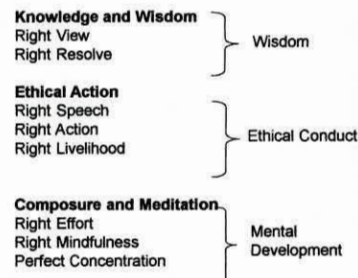 Knowledge and Wisdom
Right View
Right Resolve
Wisdom
Ethical Action
Right Speech
Right Action
Right Livelihood
Ethical Conduct
Composure and Meditation
Right Effort
Right Mindfulness
Perfect Concentration
Mental
Development